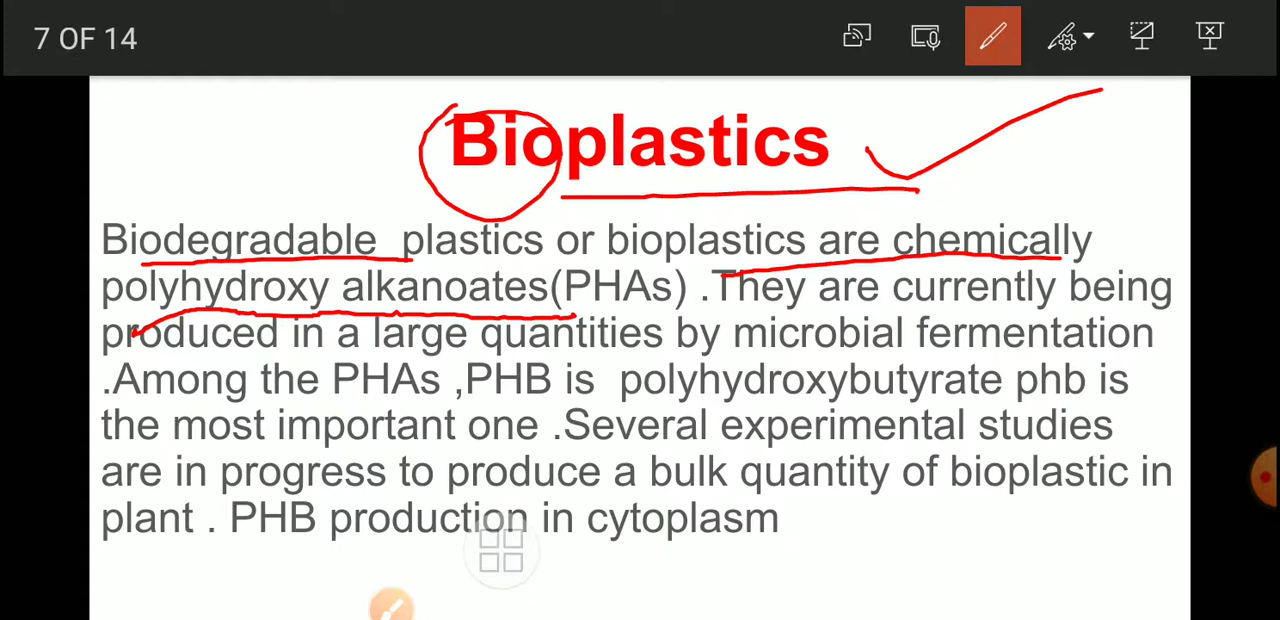 7 OF 14
Bioplastics
Biodegradable plastics or bioplastics are chemically
polyhydroxy alkanoates(PHAs) .They are currently being
produced in a large quantities by microbial fermentation
.Among the PHAs ,PHB is polyhydroxybutyrate phb is
the most important one .Several experimental studies
are in progress to produce a bulk quantity of bioplastic in
plant . PHB production in cytoplasm